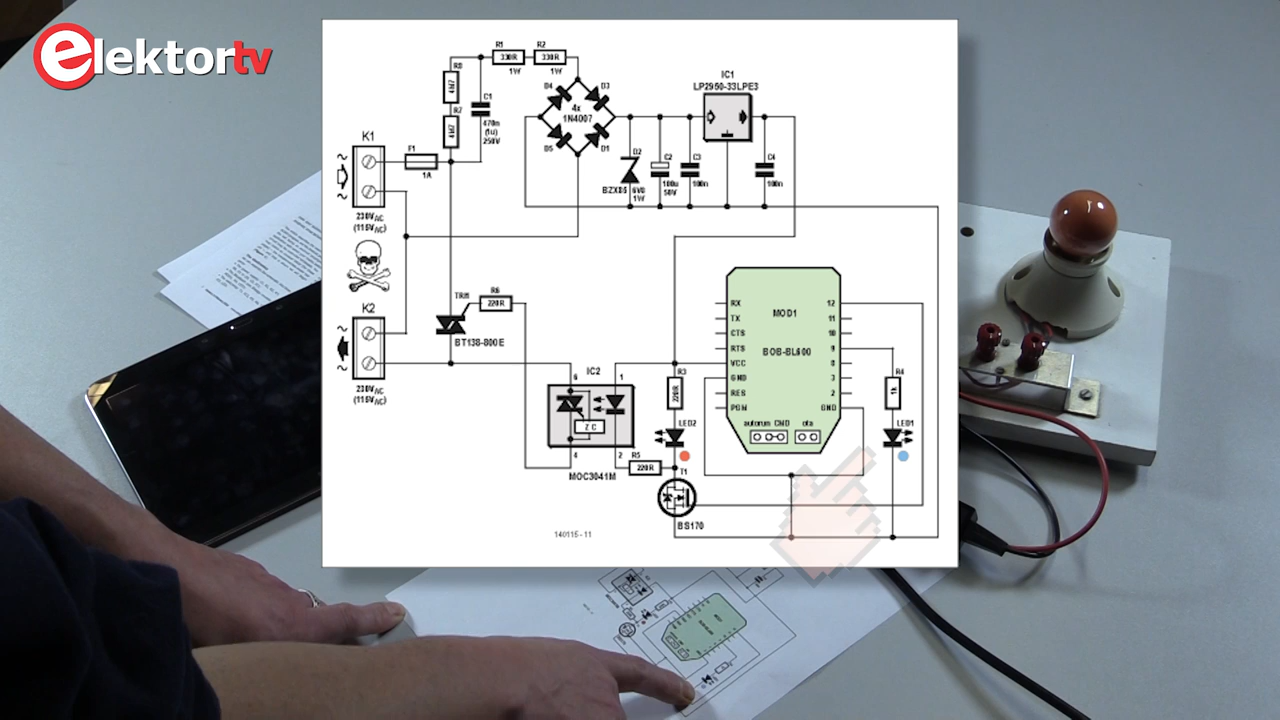 elektortv
R1
R2
330R
330R
1W
1W
R8
4M7
R7
4M7
C1
470n
(1u)
250V
K1
F1
1A
230VAC
(115VAC)
D4
D3
4x
1N4007
D5
D1
IC1
LP2950-33LPE3
D2
BZX85
6V0
1W
C2
100u
50V
C3
100n
C4
100n
K2
230VAC
(115VAC)
TRI1
BT138-800E
R6
220R
IC2
6
1
ZC
4
2
MOC3041M
R3
220R
LED2
R5
220R
T1
BS170
MOD1
BOB-BL600
RX
TX
CTS
RTS
VCC
GND
RES
PGM
12
11
10
9
8
3
2
GND
autorun CMD
ota
R4
1k
LED1
140115 - 11